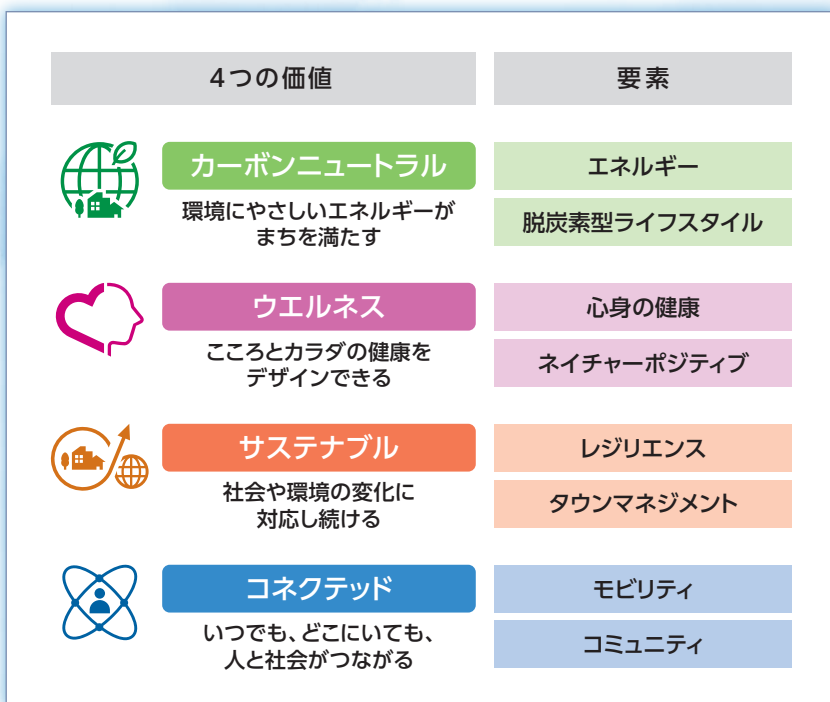 4つの価値
要素
カーボンニュートラル
環境にやさしいエネルギーが
まちを満たす
エネルギー
脱炭素型ライフスタイル
ウエルネス
こころとカラダの健康を
デザインできる
心身の健康
ネイチャーポジティブ
サステナブル
社会や環境の変化に
対応し続ける
レジリエンス
タウンマネジメント
コネクテッド
いつでも、どこにいても、
人と社会がつながる
モビリティ
コミュニティ